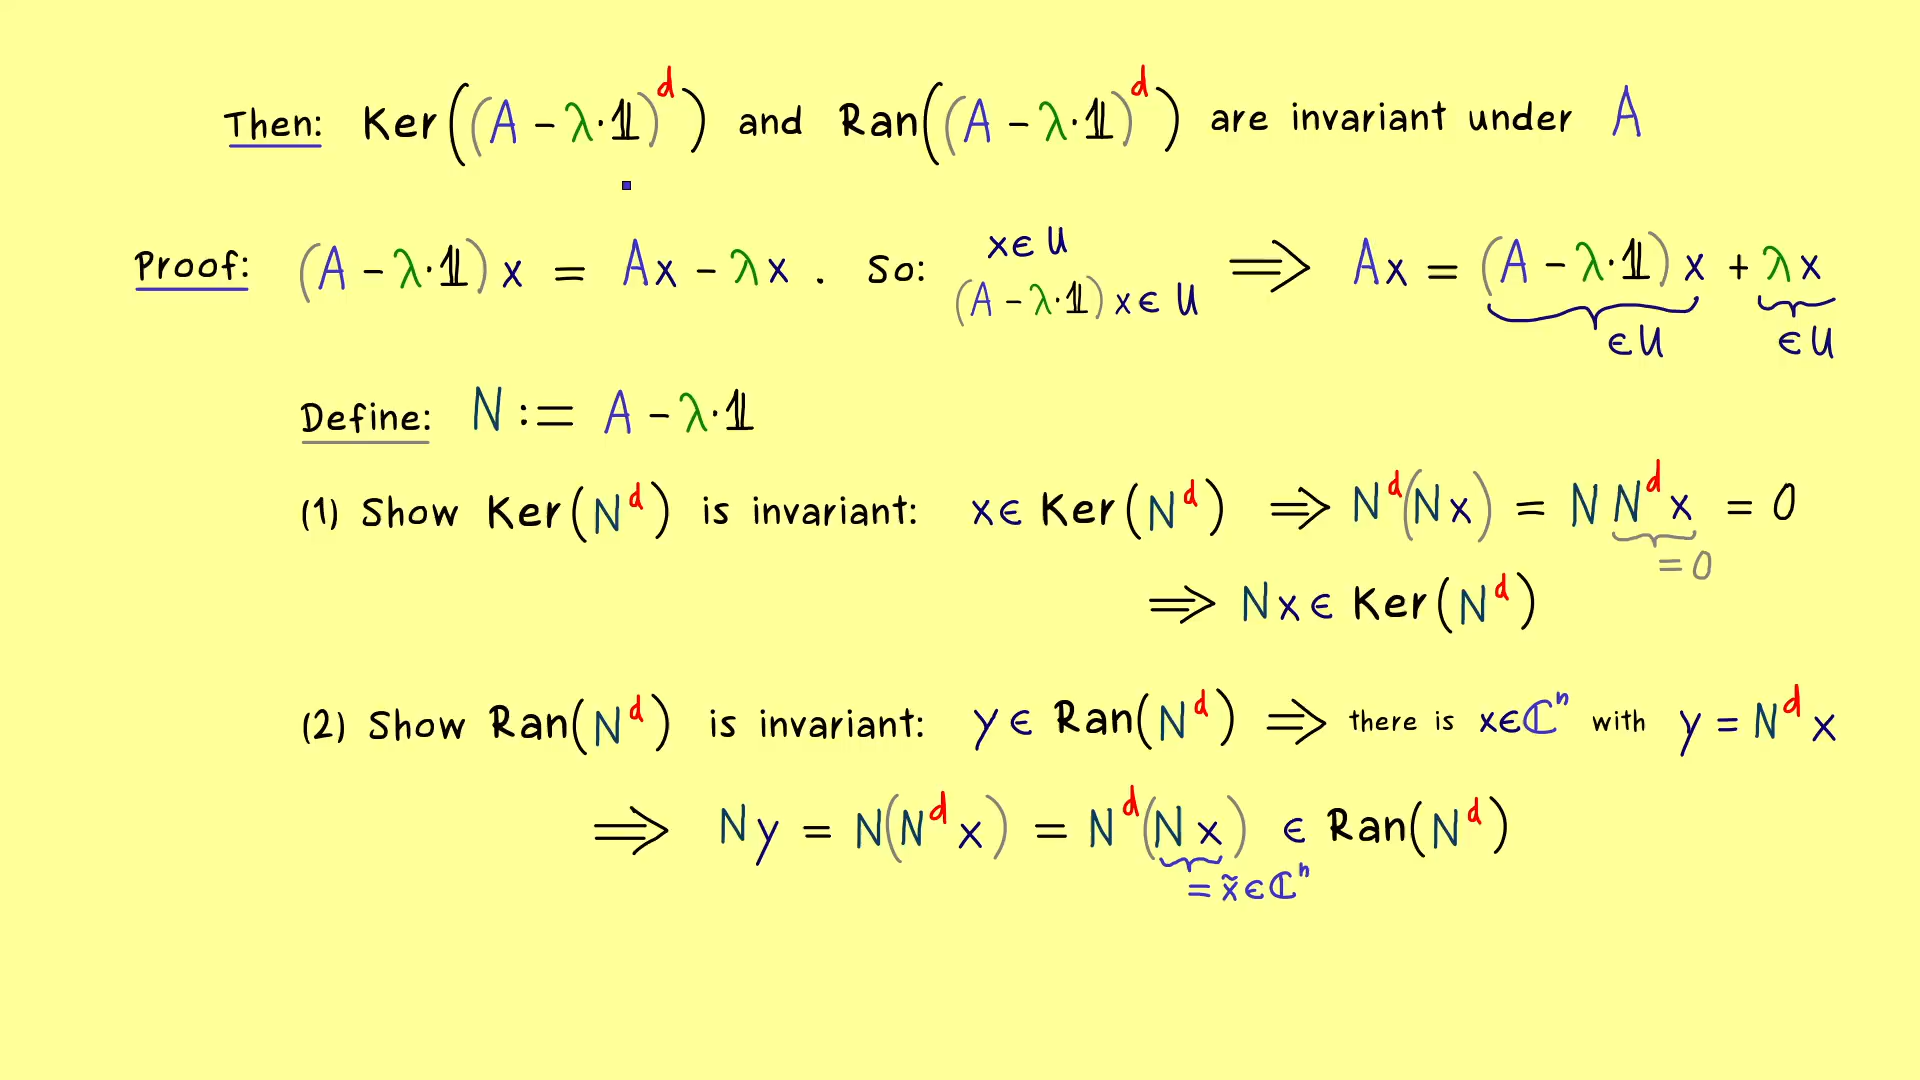 Then: Ker((A - λ·𝟙)^d) and Ran((A - λ·𝟙)^d) are invariant under A
Proof: (A - λ·𝟙)x = Ax - λx . So: x∈U (A - λ·𝟙)x∈U ⟹ Ax = (A - λ·𝟙)x + λx
∈U ∈U
Define: N := A - λ·𝟙
(1) Show Ker(N^d) is invariant: x∈Ker(N^d) ⟹ N^d(Nx) = N N^d x = 0
= 0
⟹ Nx∈Ker(N^d)
(2) Show Ran(N^d) is invariant: y∈Ran(N^d) ⟹ there is x∈ℂ^n with y = N^d x
⟹ Ny = N(N^d x) = N^d(Nx) ∈ Ran(N^d)
= x̃∈ℂ^n